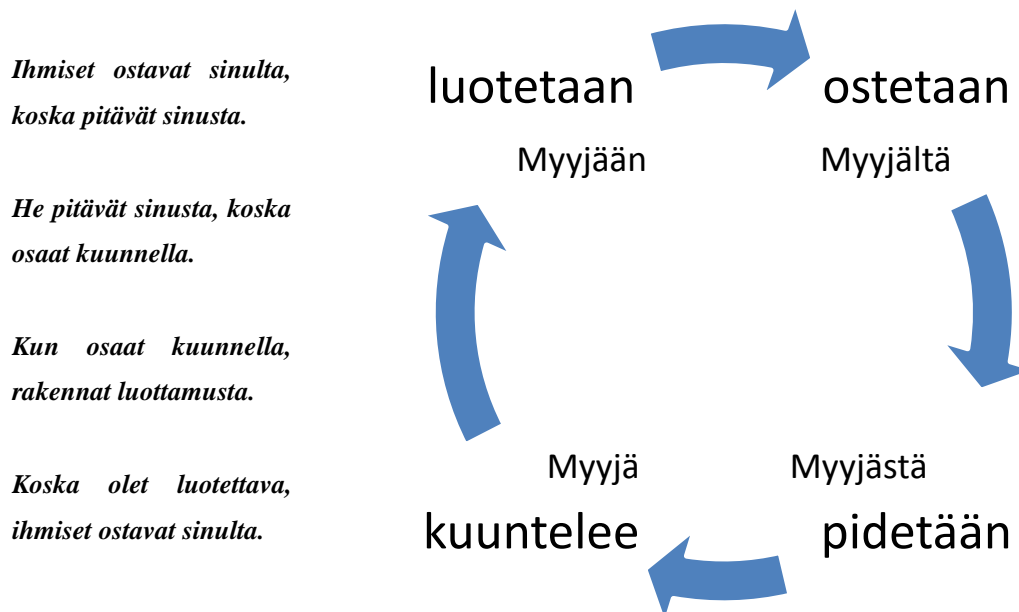 Ihmiset ostavat sinulta,
koska pitävät sinusta.
He pitävät sinusta, koska
osaat kuunnella.
Kun osaat kuunnella,
rakennat luottamusta.
Koska olet luotettava,
ihmiset ostavat sinulta.
luotetaan
Myyjään
ostetaan
Myyjältä
Myyjästä
pidetään
Myyjä
kuuntelee